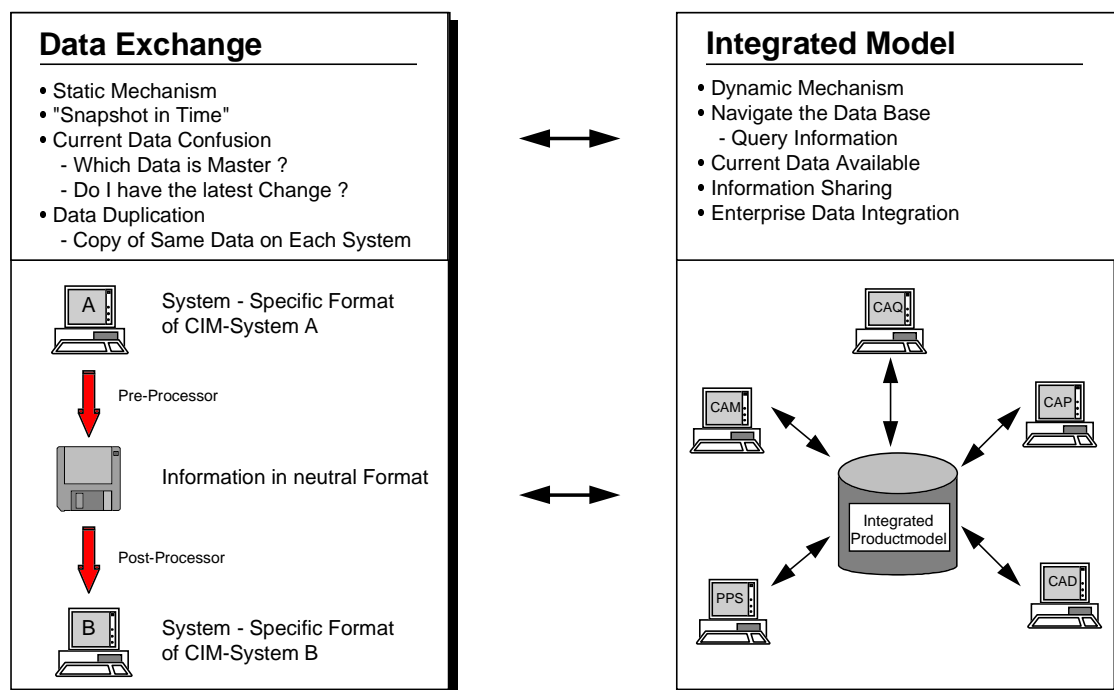 Data Exchange
• Static Mechanism
• "Snapshot in Time"
• Current Data Confusion
- Which Data is Master ?
- Do I have the latest Change ?
• Data Duplication
- Copy of Same Data on Each System
A
System - Specific Format
of CIM-System A
Pre-Processor
Information in neutral Format
Post-Processor
B
System - Specific Format
of CIM-System B
Integrated Model
• Dynamic Mechanism
• Navigate the Data Base
- Query Information
• Current Data Available
• Information Sharing
• Enterprise Data Integration
CAQ
CAM
CAP
Integrated
Productmodel
PPS
CAD